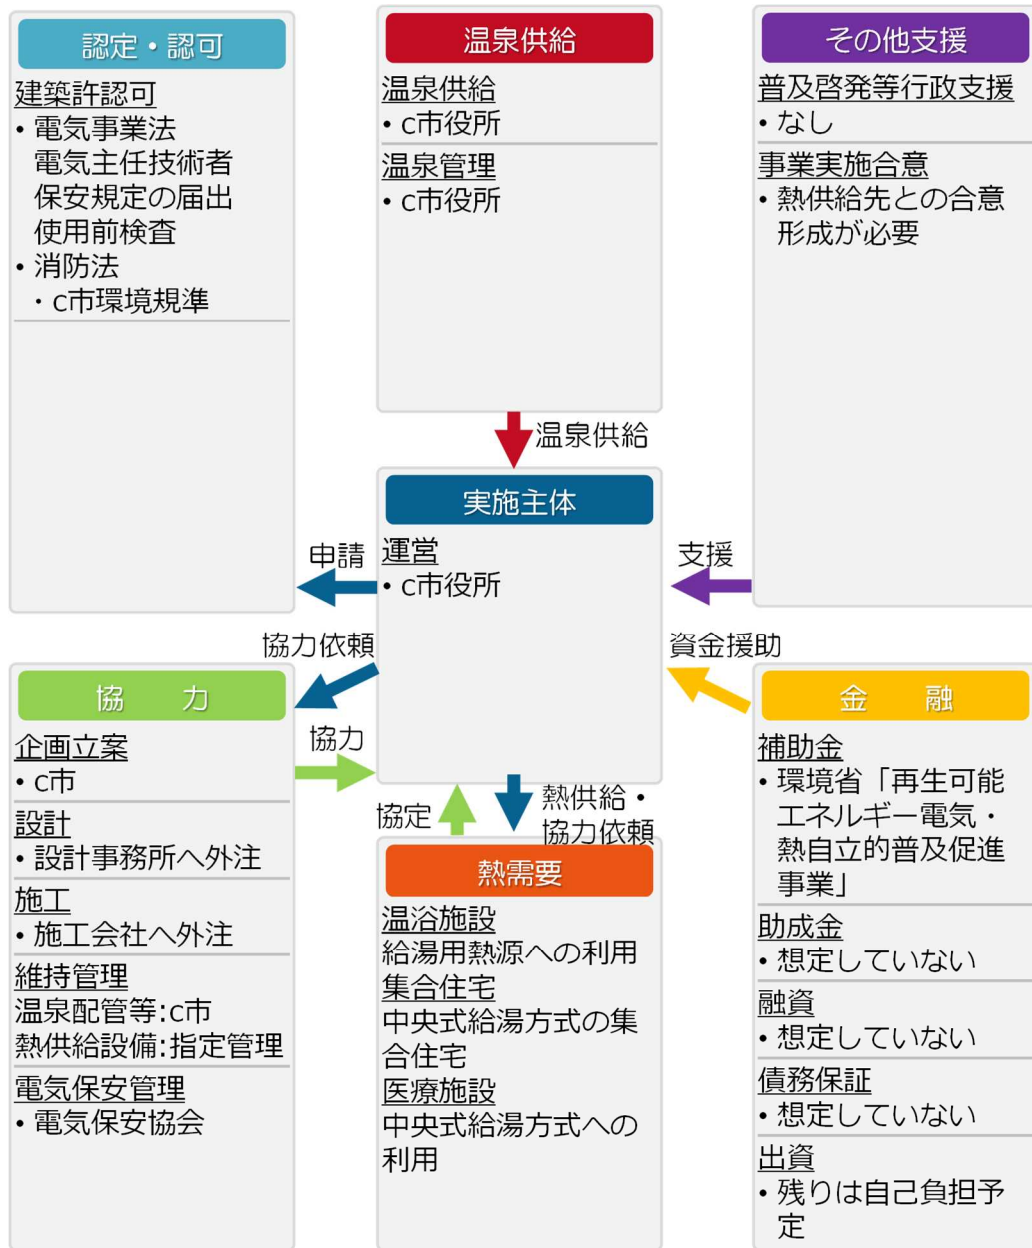 認定・認可
建築許認可
• 電気事業法
電気主任技術者
保安規定の届出
使用前検査
• 消防法
・c市環境規準
温泉供給
温泉供給
• c市役所
温泉管理
• c市役所
その他支援
普及啓発等行政支援
• なし
事業実施合意
• 熱供給先との合意
形成が必要
温泉供給
実施主体
運営
• c市役所
申請
支援
協力依頼
資金援助
協力
協定
熱供給・
協力依頼
協 力
企画立案
• c市
設計
• 設計事務所へ外注
施工
• 施工会社へ外注
維持管理
温泉配管等:c市
熱供給設備:指定管理
電気保安管理
• 電気保安協会
熱需要
温浴施設
給湯用熱源への利用
集合住宅
中央式給湯方式の集
合住宅
医療施設
中央式給湯方式への
利用
金 融
補助金
• 環境省「再生可能
エネルギー電気・
熱自立的普及促進
事業」
助成金
• 想定していない
融資
• 想定していない
債務保証
• 想定していない
出資
• 残りは自己負担予
定